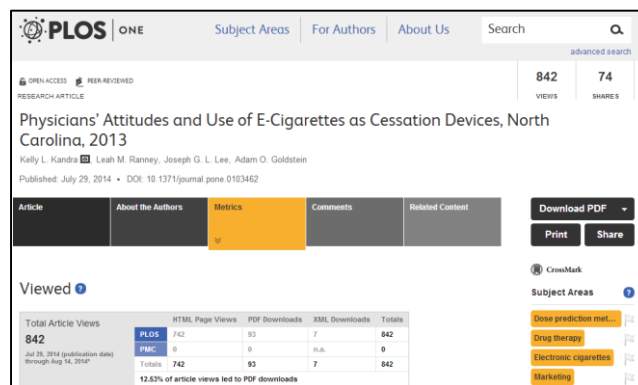 PLOS ONE
Subject Areas For Authors About Us
Search
advanced search
OPEN ACCESS PEER-REVIEWED
RESEARCH ARTICLE
842 74
VIEWS SHARES
Physicians' Attitudes and Use of E-Cigarettes as Cessation Devices, North
Carolina, 2013
Kelly L. Kandra, Leah M. Ranney, Joseph G. L. Lee, Adam O. Goldstein
Published: July 29, 2014 • DOI: 10.1371/journal.pone.0103462
Article About the Authors Metrics Comments Related Content
Download PDF
Print Share
CrossMark
Viewed ?
Total Article Views
842
Jul 29, 2014 (publication date)
through Aug 14, 2014*
HTML Page Views PDF Downloads XML Downloads Totals
PLOS 742 93 7 842
PMC 0 0 n.a. 0
Totals 742 93 7 842
12.53% of article views led to PDF downloads
Subject Areas ?
Dose prediction met...
Drug therapy
Electronic cigarettes
Marketing